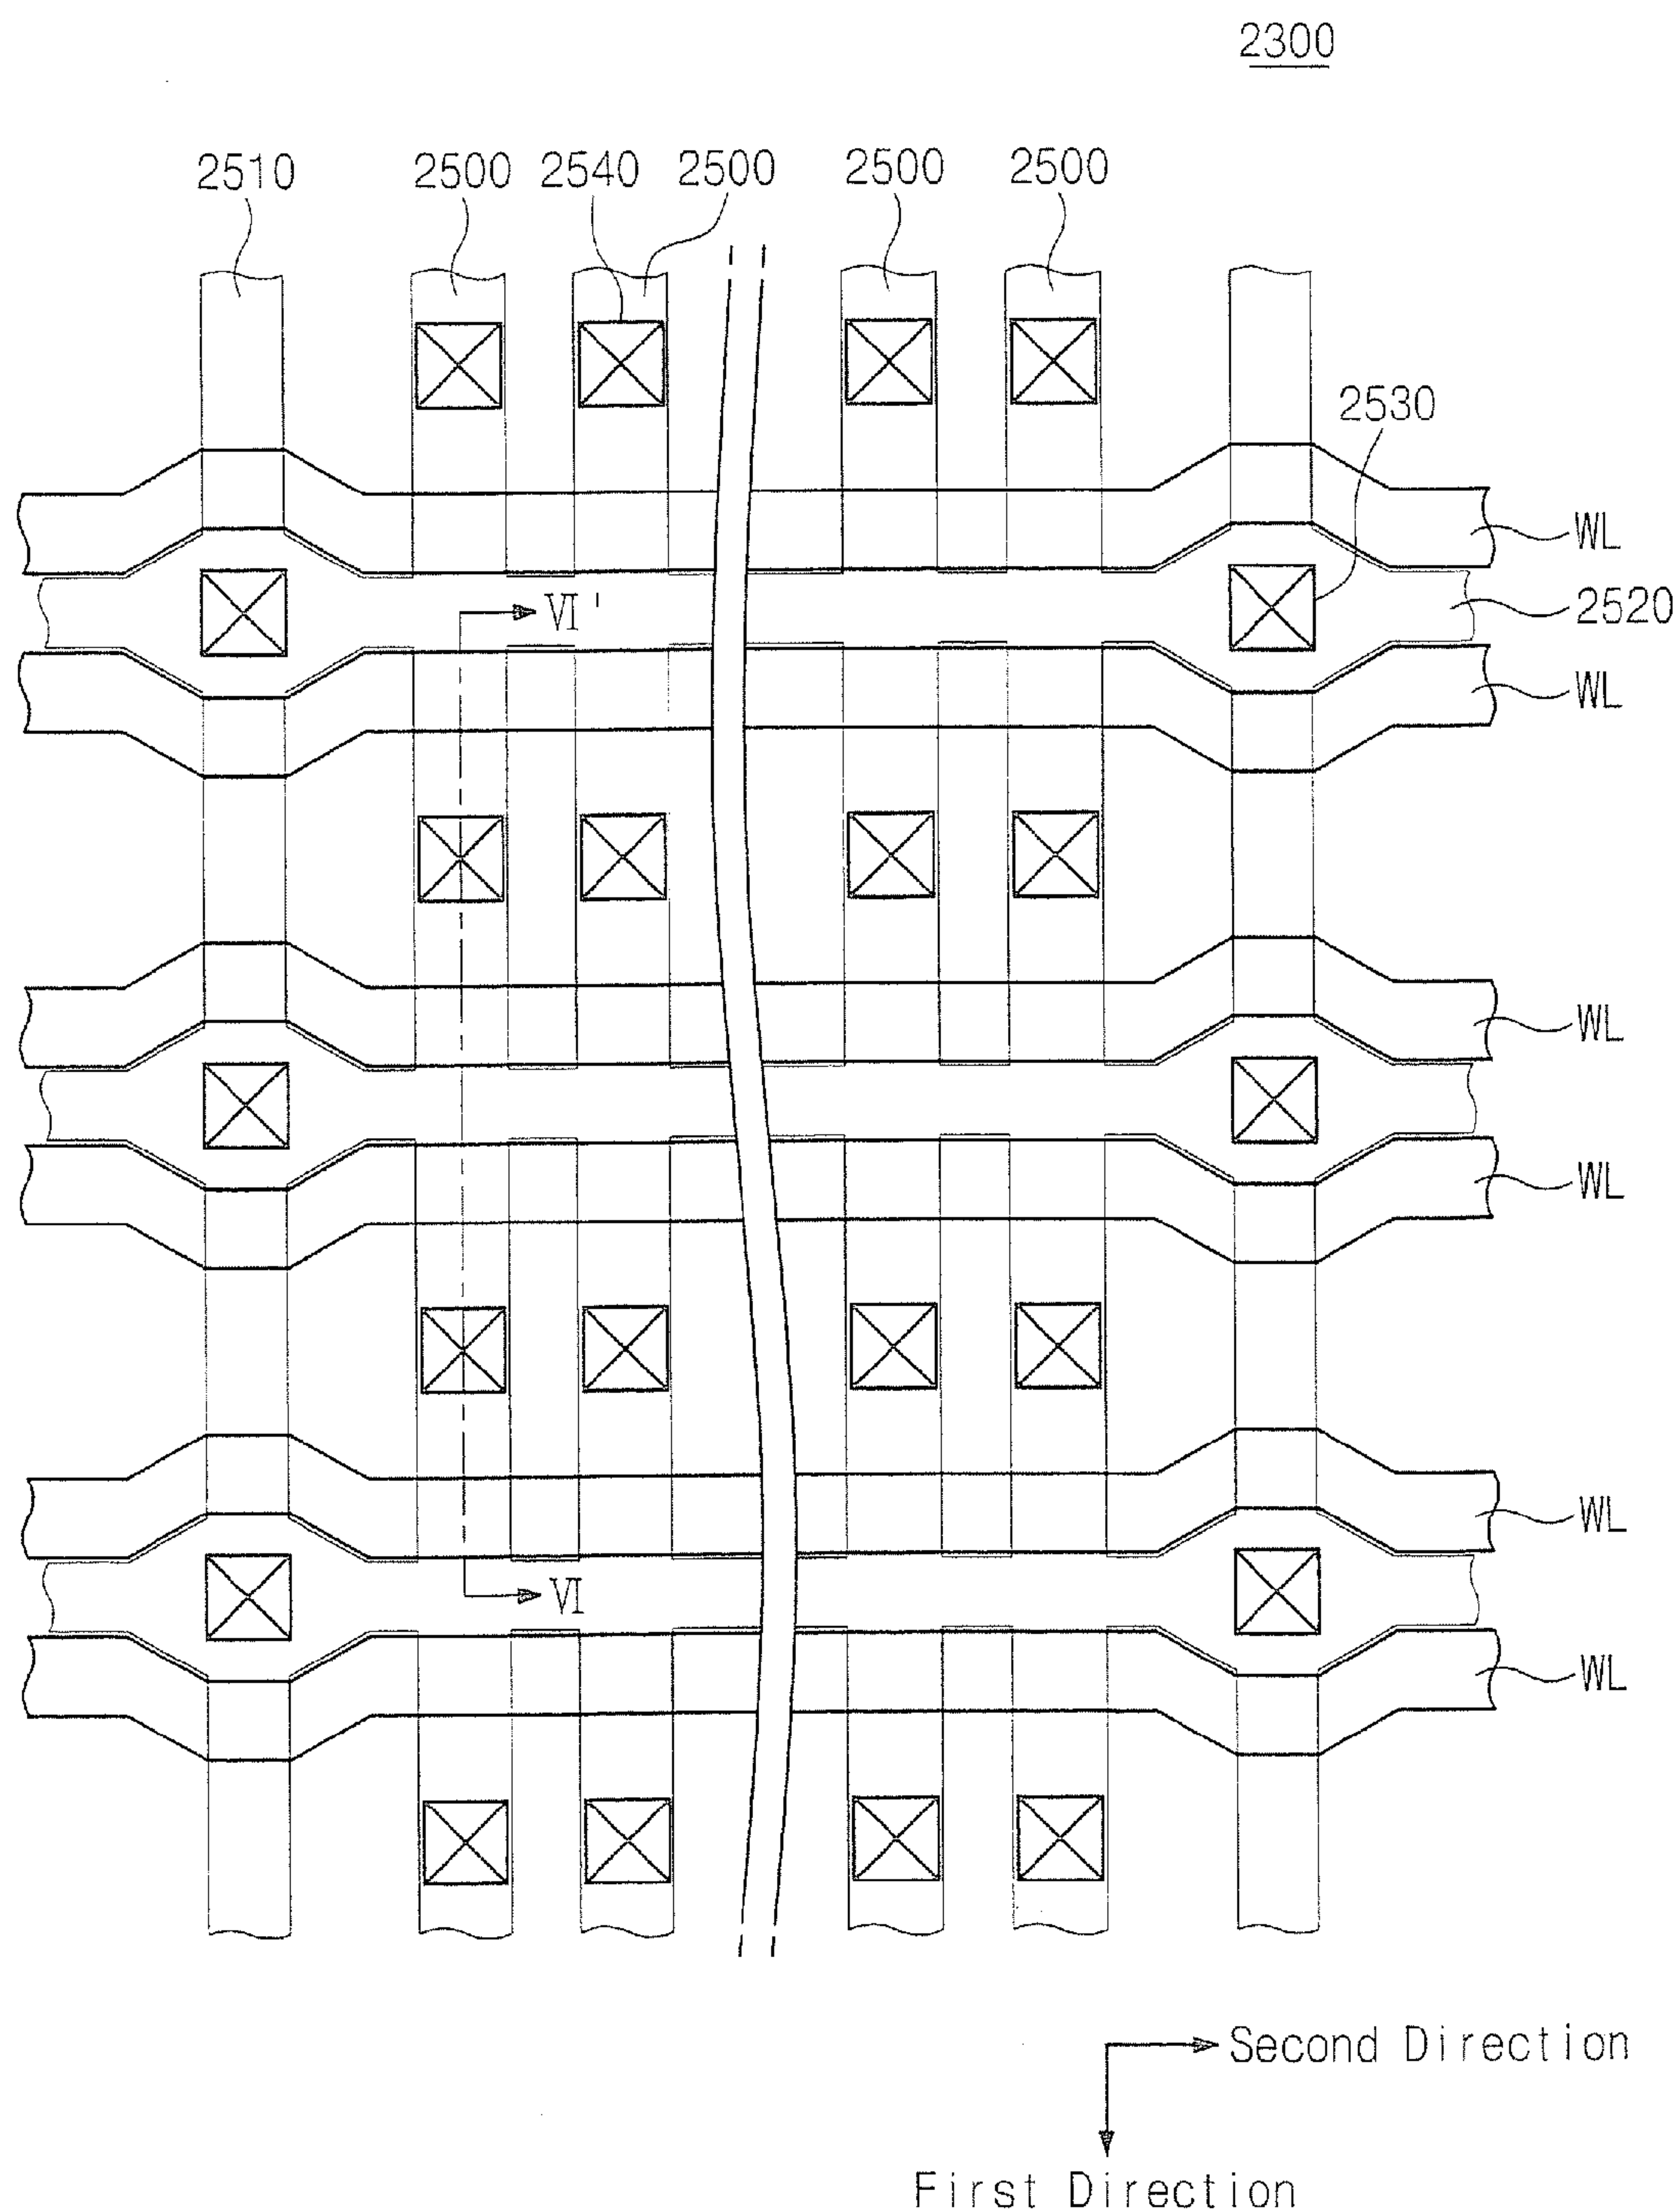 2300
2510 2500 2540 2500 2500 2500
2530
WL
2520
VI'
WL
WL
WL
WL
VI
WL
Second Direction
First Direction